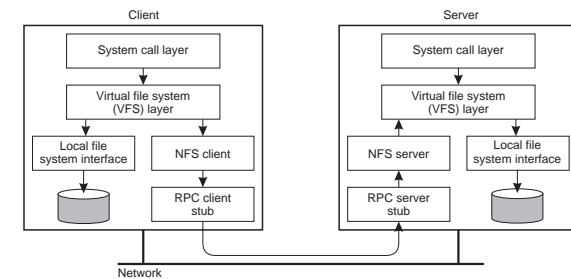 Client
System call layer
Virtual file system
(VFS) layer
Local file
system interface
NFS client
RPC client
stub
Server
System call layer
Virtual file system
(VFS) layer
NFS server
Local file
system interface
RPC server
stub
Network